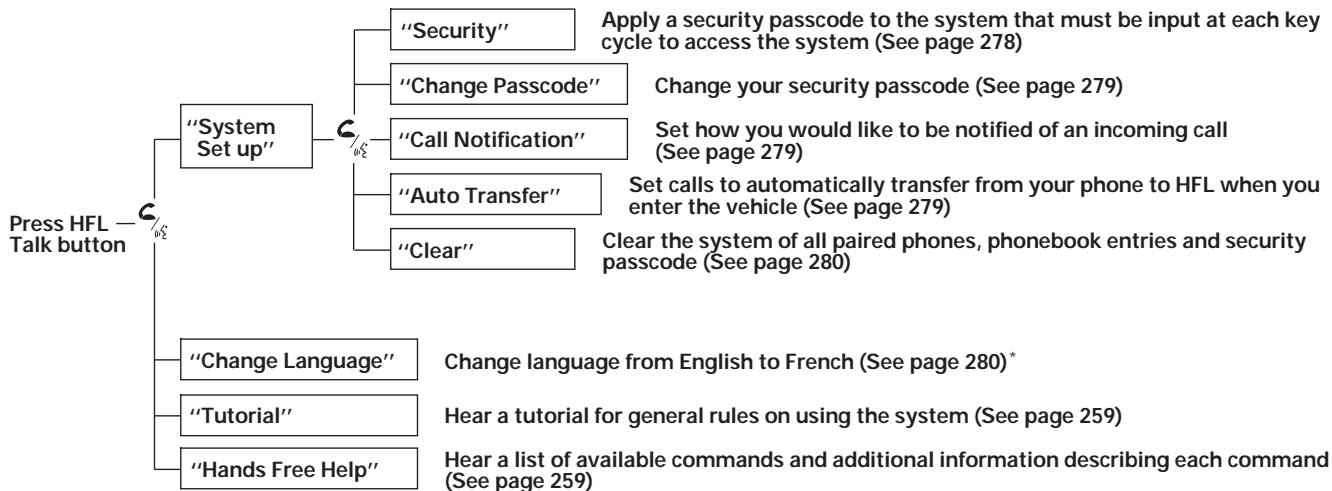 "Security" Apply a security passcode to the system that must be input at each key
cycle to access the system (See page 278)
"Change Passcode" Change your security passcode (See page 279)
"System
Set up"
"Call Notification" Set how you would like to be notified of an incoming call
(See page 279)
"Auto Transfer" Set calls to automatically transfer from your phone to HFL when you
enter the vehicle (See page 279)
Press HFL
Talk button
"Clear" Clear the system of all paired phones, phonebook entries and security
passcode (See page 280)
"Change Language" Change language from English to French (See page 280)*
"Tutorial" Hear a tutorial for general rules on using the system (See page 259)
"Hands Free Help" Hear a list of available commands and additional information describing each command
(See page 259)